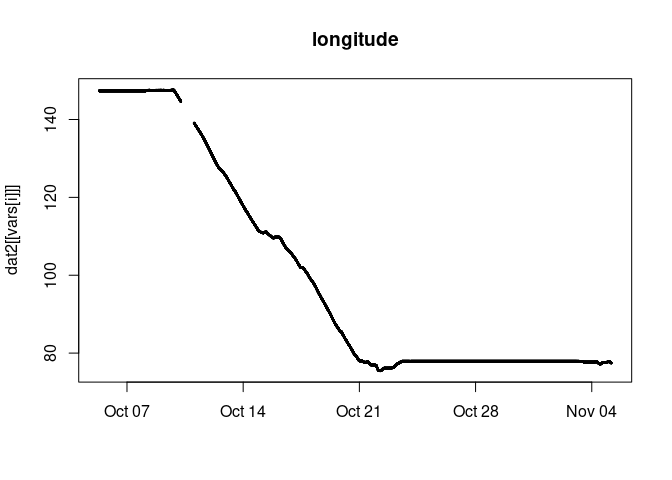 longitude
dat2[[vars[i]]]
140
120
100
80
Oct 07
Oct 14
Oct 21
Oct 28
Nov 04